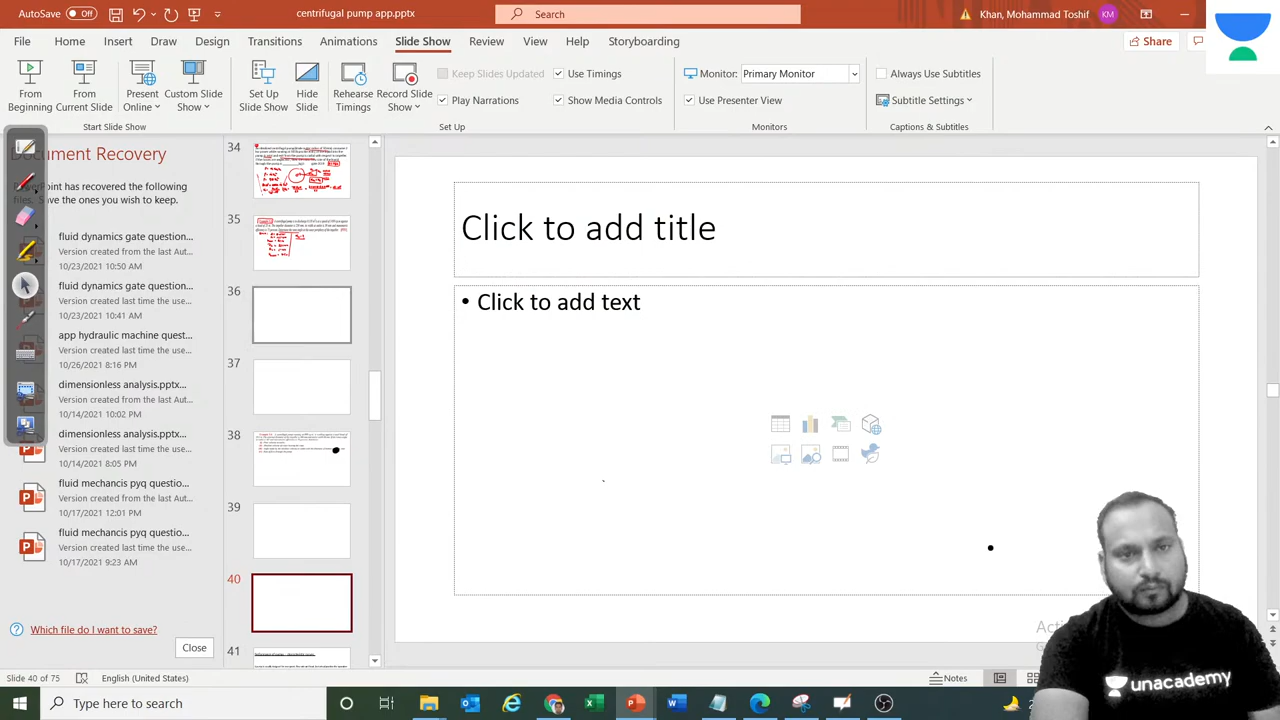 AutoSave Off centrifugal pump app.pptx Search Khan, Mohammad Toshif KM
File Home Insert Draw Design Transitions Animations Slide Show Review View Help Storyboarding Share
Keep Slides Updated Use Timings Monitor: Primary Monitor Always Use Subtitles
From Beginning From Current Slide Present Online Custom Slide Show Set Up Slide Show Hide Slide Rehearse Timings Record Slide Show Play Narrations Show Media Controls Use Presenter View Subtitle Settings
Start Slide Show Set Up Monitors Captions & Subtitles
Document Recovery
PowerPoint has recovered the following
files. Save the ones you wish to keep.
fluid dynamics gate question...
Version created from the last Aut...
10/23/2021 10:50 AM
fluid dynamics gate question...
Version created last time the use...
10/23/2021 10:41 AM
app hydraulic machine quest...
Version created last time the use...
10/26/2021 8:16 PM
dimensionless analysis.pptx...
Version created from the last Aut...
10/14/2021 10:02 PM
dimensionless analysis.pptx...
Version created last time the use...
10/14/2021 8:05 PM
fluid mechancis pyq questio...
Version created last time the use...
10/17/2021 12:01 PM
fluid mechancis pyq questio...
Version created last time the use...
10/17/2021 9:23 AM
Which file do I want to save?
Close
34
35
36
37
38
39
40
41
Click to add title
• Click to add text
unacademy
Slide 40 of 75 English (United States) Notes
Type here to search